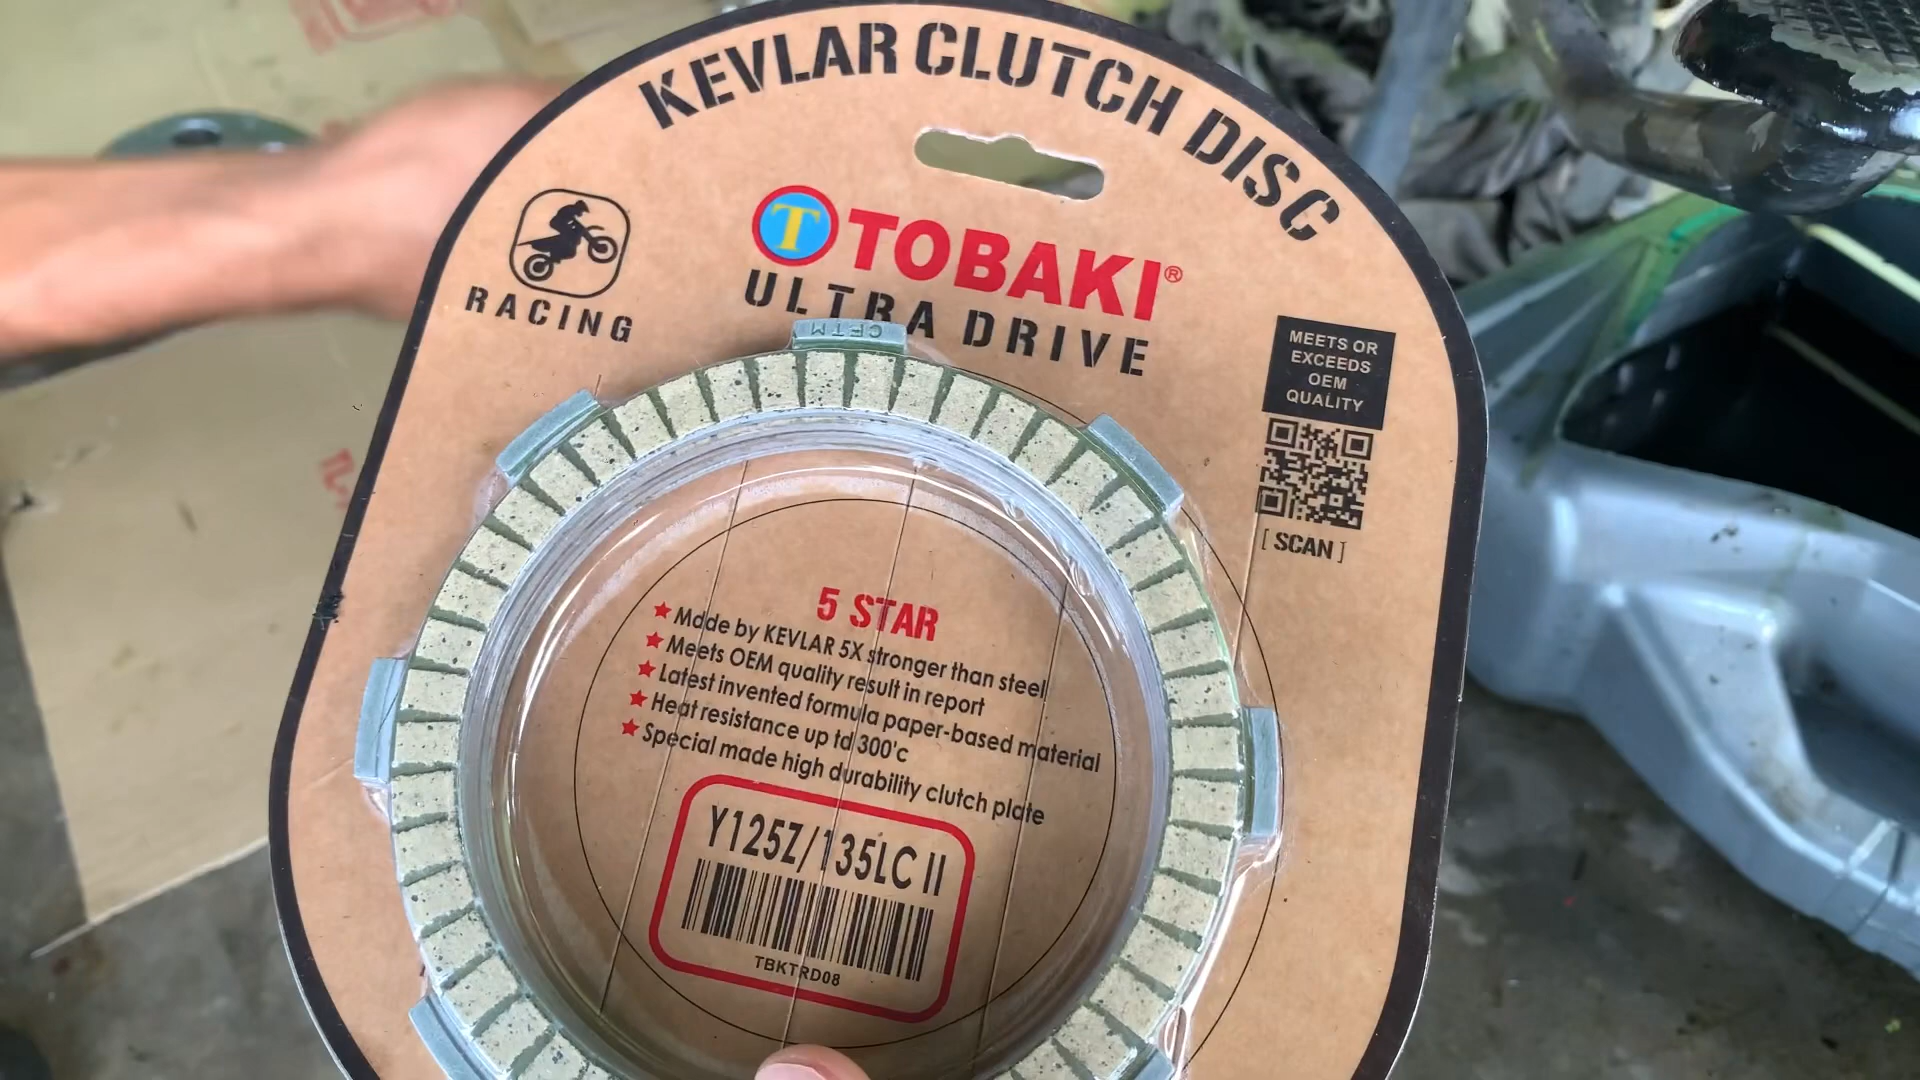 KEVLAR CLUTCH DISC
T TOBAKI®
ULTRA DRIVE
RACING
CFTM
MEETS OR
EXCEEDS
OEM
QUALITY
[ SCAN ]
5 STAR
★ Made by KEVLAR 5X stronger than steel
★ Meets OEM quality result in report
★ Latest invented formula paper-based material
★ Heat resistance up to 300'c
★ Special made high durability clutch plate
Y125Z/135LC II
TBKTRD08